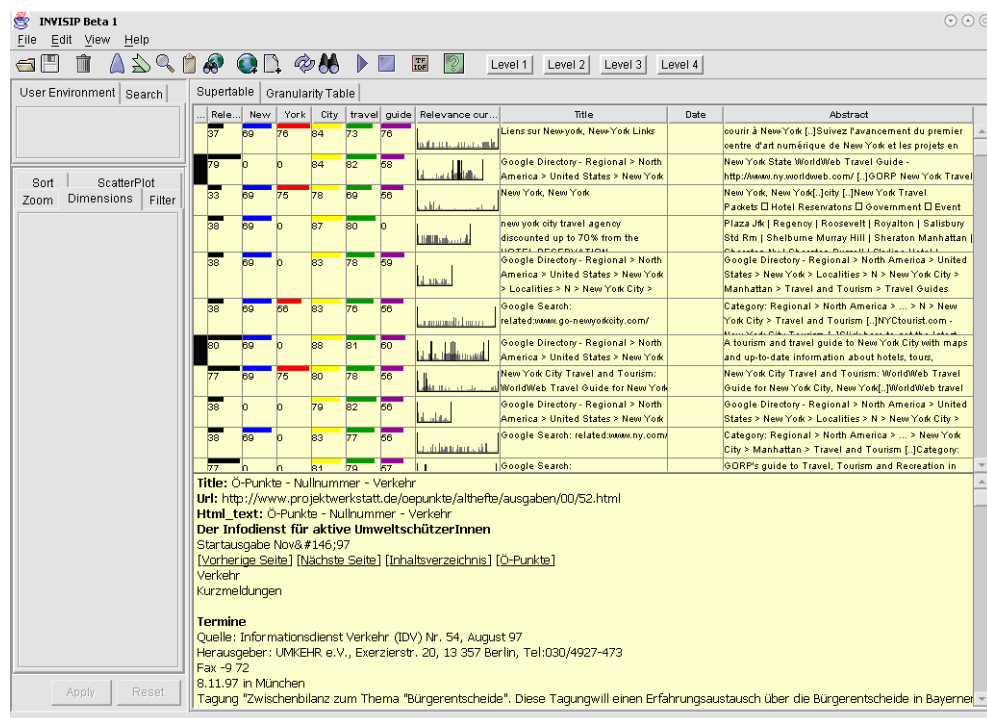 INVISIP Beta 1
File Edit View Help
TF IDF Level 1 Level 2 Level 3 Level 4
User Environment Search
Sort ScatterPlot
Zoom Dimensions Filter
Apply Reset
Supertable Granularity Table
... Rele... New York City travel guide Relevance cur... Title Date Abstract
37 69 76 84 73 76
Liens sur New-york, New-York Links
courir à New-York [..]Suivez l'avancement du premier
centre d'art numérique de New-York et les projets en
79 0 0 84 82 58
Google Directory - Regional > North
America > United States > New York
New York State WorldWeb Travel Guide -
http://www.ny.worldweb.com/ [..]GORP New York Travel
33 69 75 78 69 56
New York, New York
New York, New York[..]city [..]New York Travel
Packets □ Hotel Reservatons □ Government □ Event
38 69 0 87 80 0
new york city travel agency
discounted up to 70% from the
HOTEL RESERVATION
Plaza Jfk | Regency | Roosevelt | Royalton | Salisbury
Std Rm | Shelburne Murray Hill | Sheraton Manhattan |
38 69 0 83 78 59
Google Directory - Regional > North
America > United States > New York
> Localities > N > New York City >
Google Directory - Regional > North America > United
States > New York > Localities > N > New York City >
Manhattan > Travel and Tourism > Travel Guides
38 69 56 83 76 56
Google Search:
related:www.go-newyorkcity.com/
Category: Regional > North America > ... > N > New
York City > Travel and Tourism [..]NYCtourist.com -
80 69 0 88 81 60
Google Directory - Regional > North
America > United States > New York
A tourism and travel guide to New York City with maps
and up-to-date information about hotels, tours,
77 69 75 80 78 56
New York City Travel and Tourism:
WorldWeb Travel Guide for New York
New York City Travel and Tourism: WorldWeb Travel
Guide for New York City, New York[..]WorldWeb travel
38 0 0 79 82 56
Google Directory - Regional > North
America > United States > New York
Google Directory - Regional > North America > United
States > New York > Localities > N > New York City >
38 69 0 83 77 56
Google Search: related:www.ny.com/
Category: Regional > North America > ... > New York
City > Manhattan > Travel and Tourism [..]Category:
77 0 0 81 79 57
Google Search:
GORP's guide to Travel, Tourism and Recreation in
Title: Ö-Punkte - Nullnummer - Verkehr
Url: http://www.projektwerkstatt.de/oepunkte/althefte/ausgaben/00/52.html
Html_text: Ö-Punkte - Nullnummer - Verkehr
Der Infodienst für aktive UmweltschützerInnen
Startausgabe Nov&#146;97
[Vorherige Seite] [Nächste Seite] [Inhaltsverzeichnis] [Ö-Punkte]
Verkehr
Kurzmeldungen
Termine
Quelle: Informationsdienst Verkehr (IDV) Nr. 54, August 97
Herausgeber: UMKEHR e.V., Exerzierstr. 20, 13 357 Berlin, Tel:030/4927-473
Fax -9 72
8.11.97 in München
Tagung "Zwischenbilanz zum Thema "Bürgerentscheide". Diese Tagungwill einen Erfahrungsaustausch über die Bürgerentscheide in Bayerner